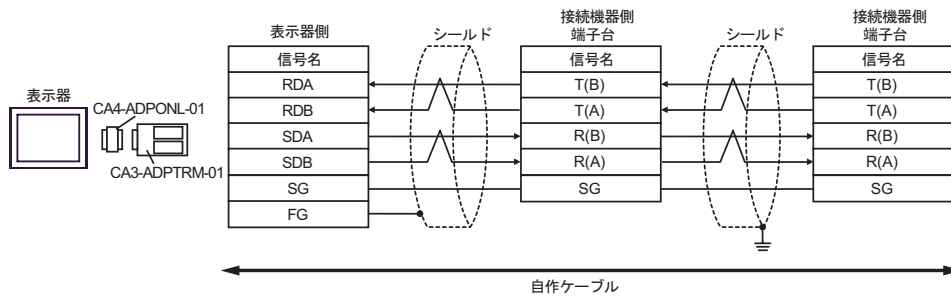 表示器
CA4-ADPONL-01
CA3-ADPTRM-01
表示器側
信号名
RDA
RDB
SDA
SDB
SG
FG
シールド
接続機器側
端子台
信号名
T(B)
T(A)
R(B)
R(A)
SG
シールド
接続機器側
端子台
信号名
T(B)
T(A)
R(B)
R(A)
SG
自作ケーブル